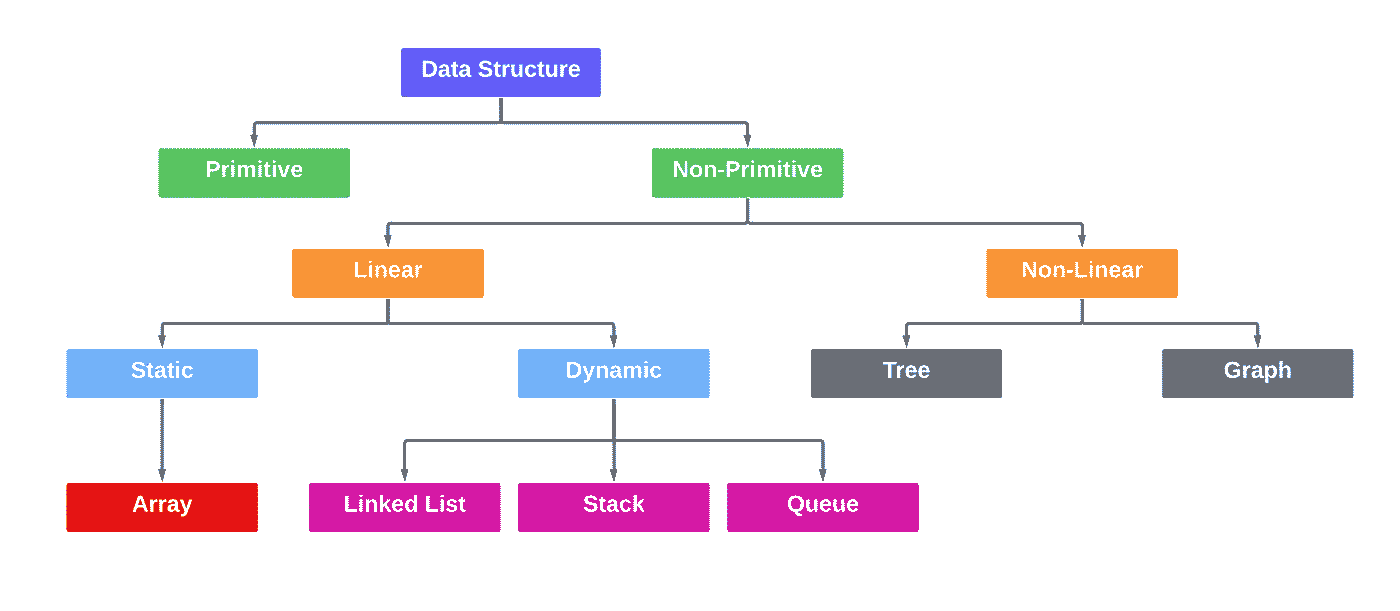 Data Structure
Primitive
Non-Primitive
Linear
Non-Linear
Static
Dynamic
Tree
Graph
Array
Linked List
Stack
Queue